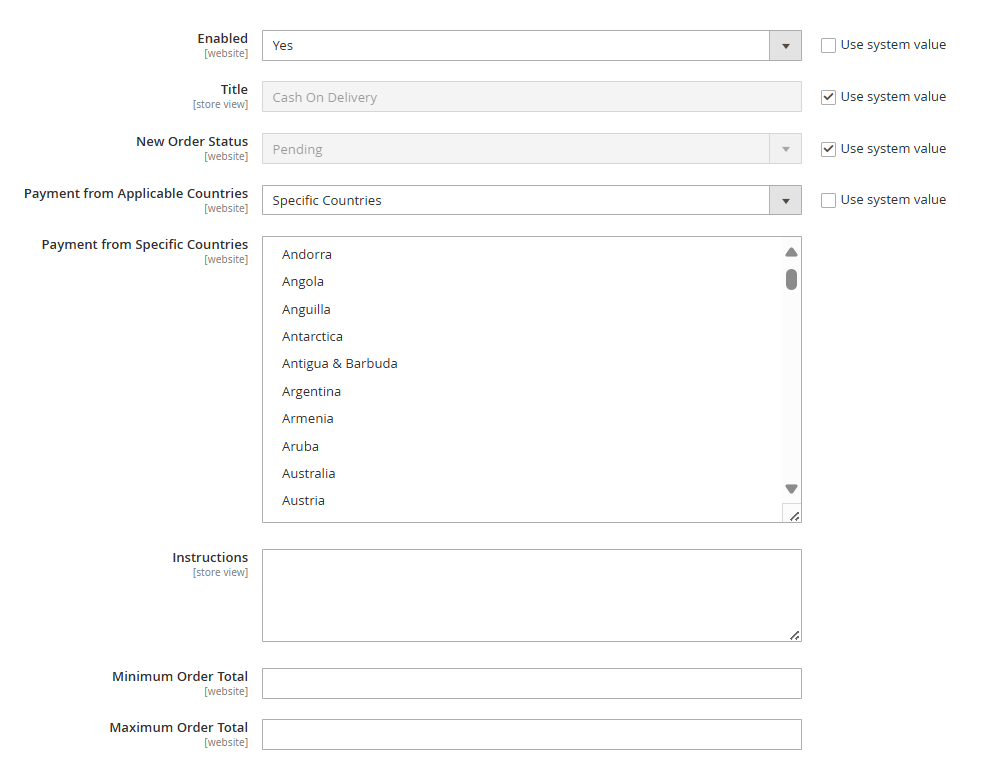 Enabled
[website]
Yes
Use system value
Title
[store view]
Cash On Delivery
Use system value
New Order Status
[website]
Pending
Use system value
Payment from Applicable Countries
[website]
Specific Countries
Use system value
Payment from Specific Countries
[website]
Andorra
Angola
Anguilla
Antarctica
Antigua & Barbuda
Argentina
Armenia
Aruba
Australia
Austria
Instructions
[store view]
Minimum Order Total
[website]
Maximum Order Total
[website]